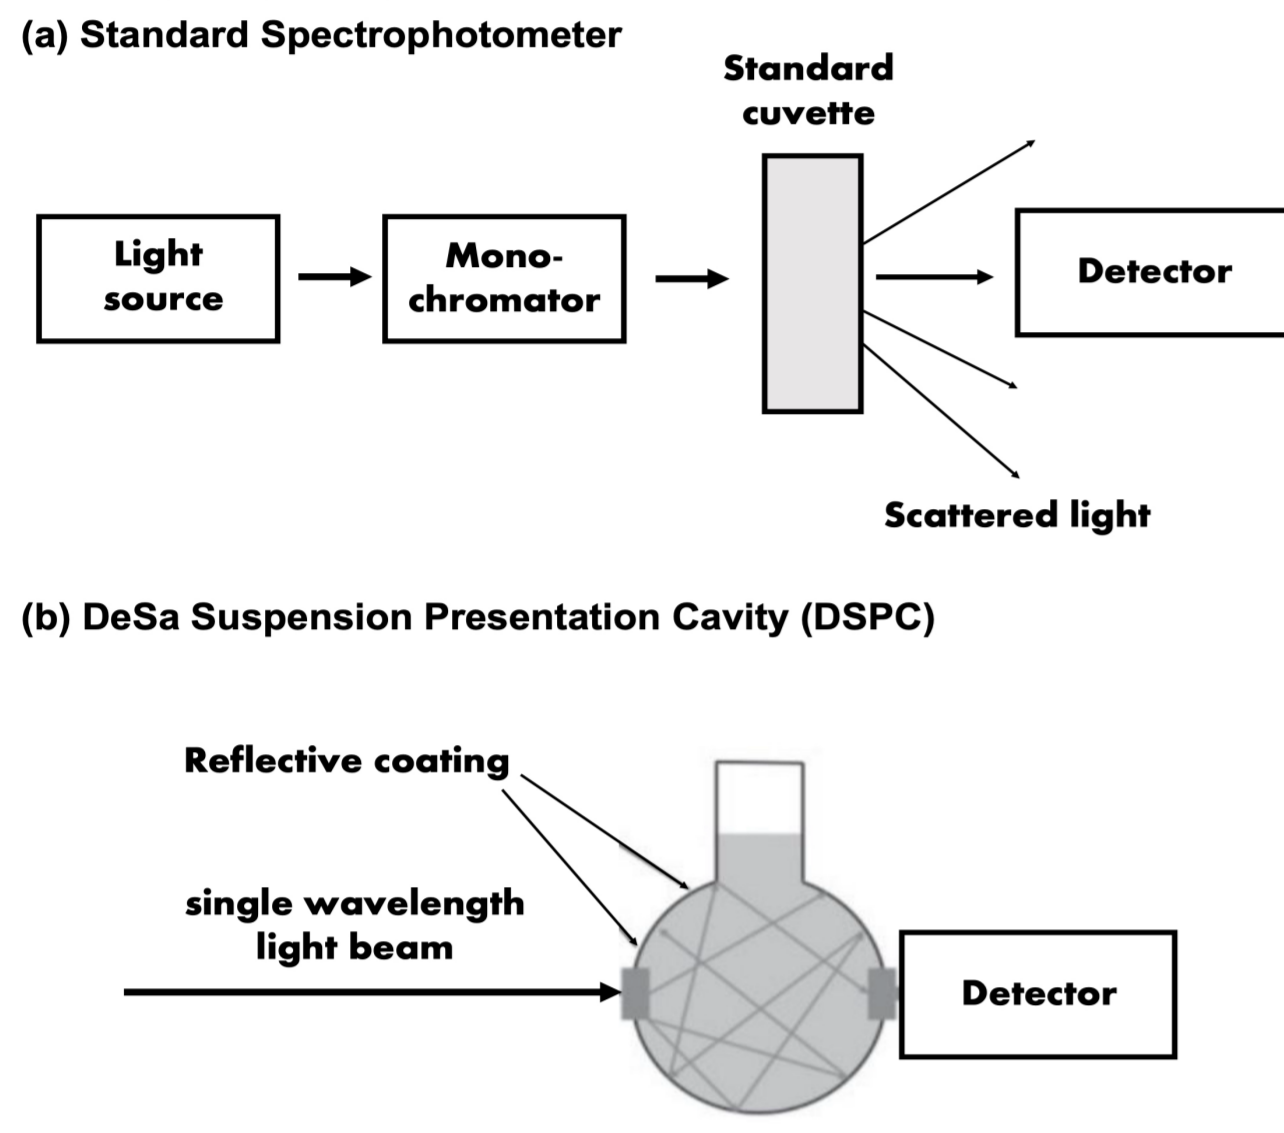 (a) Standard Spectrophotometer
Standard
cuvette
Light
source
Mono-
chromator
Detector
Scattered light
(b) DeSa Suspension Presentation Cavity (DSPC)
Reflective coating
single wavelength
light beam
Detector